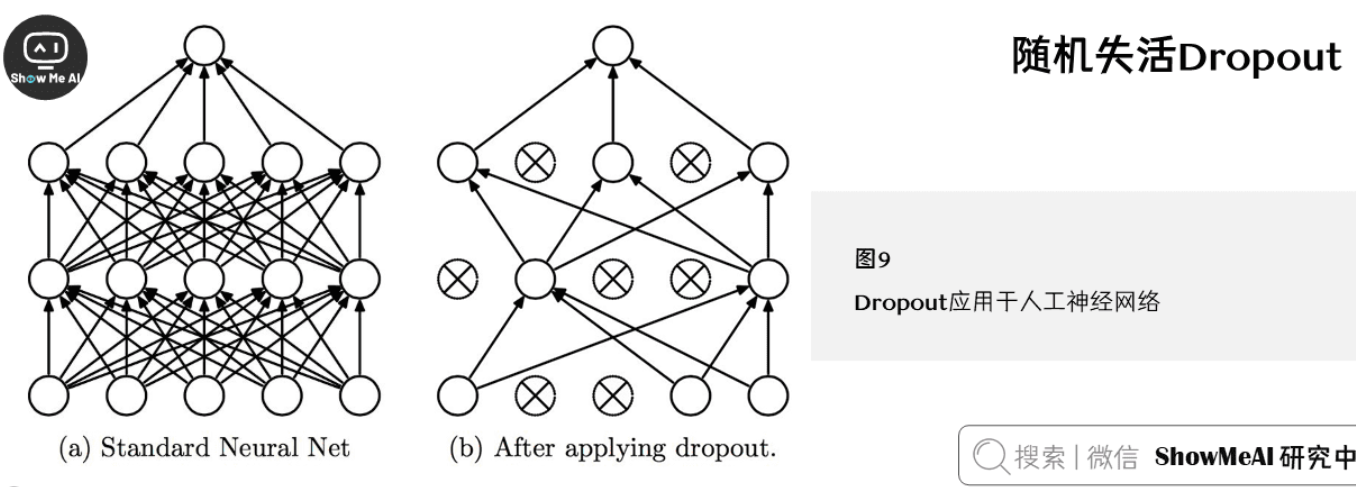 Show Me AI
随机失活Dropout
图9
Dropout应用于人工神经网络
(a) Standard Neural Net
(b) After applying dropout.
搜索 | 微信 ShowMeAI 研究中